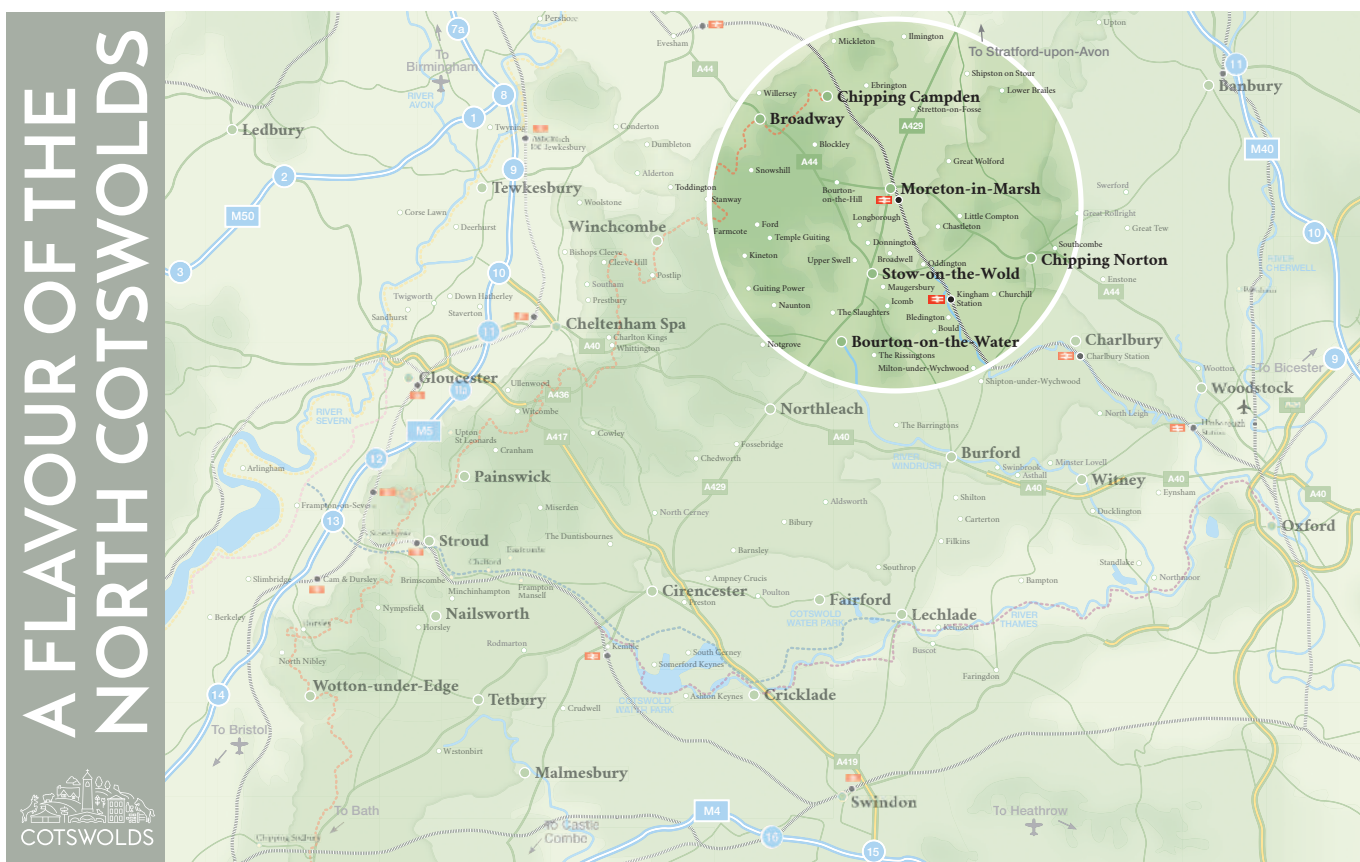 A FLAVOUR OF THE
NORTH COTSWOLDS
COTSWOLDS
7a
Pershore
Evesham
A44
Mickleton
Ilmington
To Stratford-upon-Avon
Upton
11
Banbury
To
Birmingham
RIVER
AVON
8
1
Twyning
Ledbury
2
M50
3
9
Tewkesbury
Conderton
Dumbleton
Alderton
Toddington
Stanway
Woolstone
Winchcombe
Farmcote
Corse Lawn
Deerhurst
Bishops Cleeve
Cleeve Hill
Postlip
10
Southam
Prestbury
Twigworth
Down Hatherley
Staverton
Sandhurst
11
Cheltenham Spa
Charlton Kings
Whittington
A40
Willersey
Ebrington
Shipston on Stour
Lower Brailes
Chipping Campden
Stretton-on-Fosse
Broadway
A429
Blockley
A44
Great Wolford
Snowshill
Bourton-
on-the-Hill
Moreton-in-Marsh
Longborough
Little Compton
Chastleton
Ford
Temple Guiting
Donnington
Kineton
Upper Swell
Broadwell
Oddington
Southcombe
Chipping Norton
Stow-on-the-Wold
Maugersbury
Guiting Power
Icomb
Kingham
Station
Churchill
Naunton
The Slaughters
Bledington
Bould
Notgrove
Bourton-on-the-Water
The Rissingtons
Milton-under-Wychwood
Shipton-under-Wychwood
M40
Swerford
Great Rollright
Great Tew
10
RIVER
CHERWELL
Enstone
A44
Charlbury
Charlbury Station
9
To Bicester
Wootton
Woodstock
North Leigh
Gloucester
11a
Ullenwood
A436
Witcombe
RIVER
SEVERN
M5
Upton
St Leonards
A417
Cowley
Cranham
12
Arlingham
Painswick
Northleach
Fossebridge
Chedworth
A40
The Barringtons
RIVER
WINDRUSH
Burford
Swinbrook
Asthall
Minster Lovell
A40
Witney
A40
Eynsham
A40
A429
Frampton-on-Severn
13
Miserden
North Cerney
Aldsworth
Bibury
Shilton
Carterton
Ducklington
Oxford
Stroud
The Duntisbournes
Barnsley
Filkins
Chalford
Slimbridge
Cam & Dursley
Brimscombe
Minchinhampton
Frampton
Mansell
Ampney Crucis
Cirencester
Preston
Poulton
Southrop
Standlake
Northmoor
Bampton
Berkeley
Nympsfield
Nailsworth
Horsley
Fairford
COTSWOLD
WATER PARK
Lechlade
Kelmscott
RIVER
THAMES
Buscot
Rodmarton
Kemble
South Cerney
Somerford Keynes
North Nibley
Wotton-under-Edge
14
Tetbury
Crudwell
COTSWOLD
WATER PARK
Ashton Keynes
Cricklade
Faringdon
To Bristol
Westonbirt
Malmesbury
A419
Swindon
To Bath
Chipping Sodbury
To Castle
Combe
M4
16
15
To Heathrow